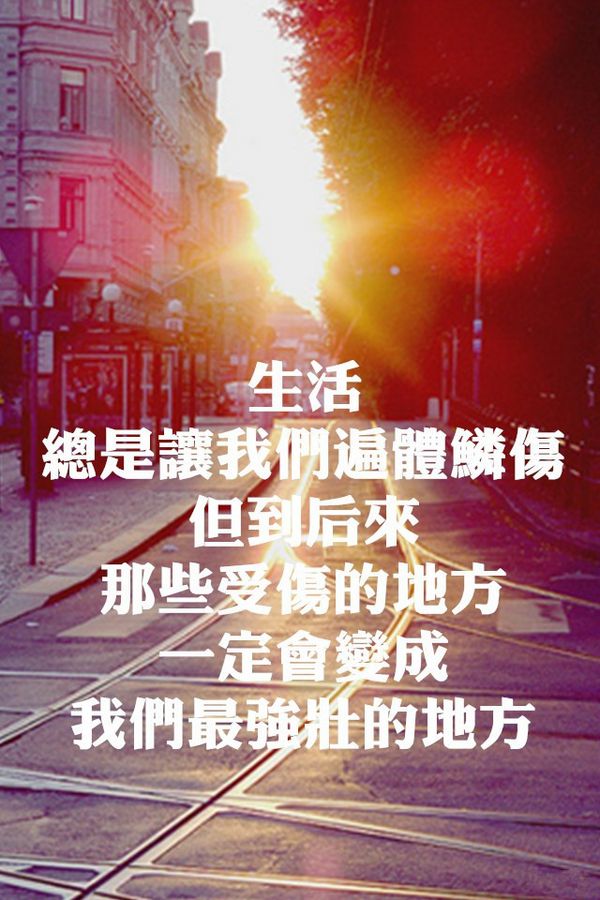 生活
總是讓我們遍體鱗傷
但到后來
那些受傷的地方
一定會變成
我們最強壯的地方